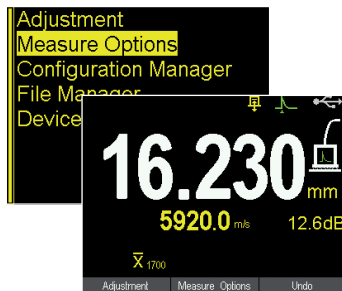 Adjustment
Measure Options
Configuration Manager
File Manager
Device
16.230 mm
5920.0 m/s 12.6dB
X̅ 1700
Adjustment Measure Options Undo